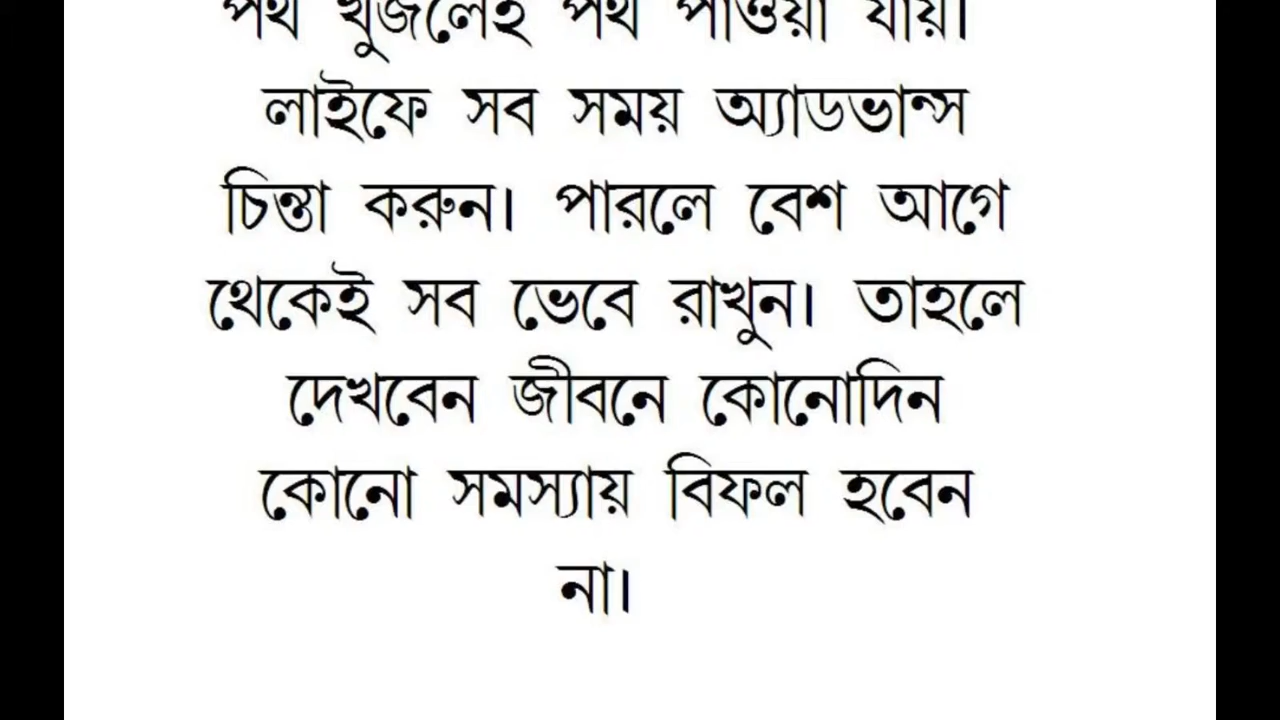 পথ খুজলেই পথ পাওয়া যায়।
লাইফে সব সময় অ্যাডভান্স
চিন্তা করুন। পারলে বেশ আগে
থেকেই সব ভেবে রাখুন। তাহলে
দেখবেন জীবনে কোনোদিন
কোনো সমস্যায় বিফল হবেন
না।